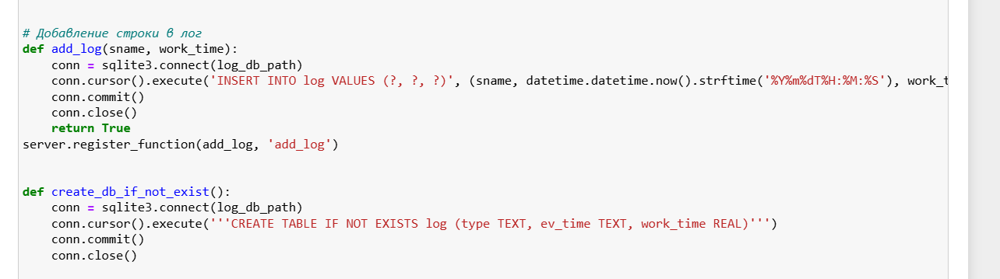 # Добавление строки в лог
def add_log(sname, work_time):
    conn = sqlite3.connect(log_db_path)
    conn.cursor().execute('INSERT INTO log VALUES (?, ?, ?)', (sname, datetime.datetime.now().strftime('%Y%m%dT%H:%M:%S'), work_t
    conn.commit()
    conn.close()
    return True
server.register_function(add_log, 'add_log')
def create_db_if_not_exist():
    conn = sqlite3.connect(log_db_path)
    conn.cursor().execute('''CREATE TABLE IF NOT EXISTS log (type TEXT, ev_time TEXT, work_time REAL)''')
    conn.commit()
    conn.close()